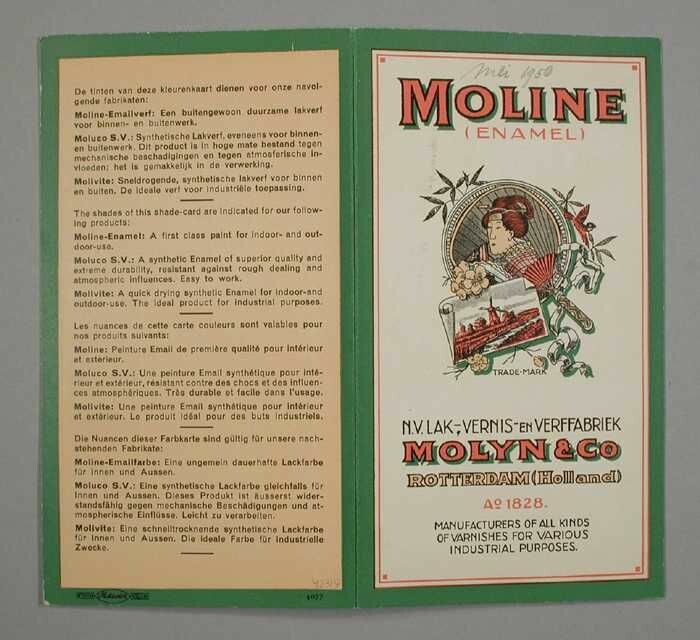 De tinten van deze kleurenkaart dienen voor onze navol-
gende fabrikaten:
Moline-Emailverf: Een buitengewoon duurzame lakverf
voor binnen- en buitenwerk.
Moluco S.V.: Synthetische Lakverf, eveneens voor binnen-
en buitenwerk. Dit product is in hoge mate bestand tegen
mechanische beschadigingen en tegen atmosferische in-
vloeden; het is gemakkelijk in de verwerking.
Molivite: Sneldrogende, synthetische lakverf voor binnen
en buiten. De ideale verf voor industriële toepassing.
The shades of this shade-card are indicated for our follow-
ing products:
Moline-Enamel: A first class paint for indoor- and out-
door-use.
Moluco S.V.: A synthetic Enamel of superior quality and
extreme durability, resistant against rough dealing and
atmospheric influences. Easy to work.
Molivite: A quick drying synthetic Enamel for indoor-and
outdoor-use. The ideal product for industrial purposes.
Les nuances de cette carte couleurs sont valables pour
nos produits suivants:
Moline: Peinture Email de première qualité pour intérieur
et extérieur.
Moluco S.V.: Une peinture Email synthétique pour inté-
rieur et extérieur, résistant contre des chocs et des influen-
ces atmosphériques. Très durable et facile dans l'usage.
Molivite: Une peinture Email synthétique pour intérieur
et extérieur. Le produit idéal pour des buts industriels.
Die Nuancen dieser Farbkarte sind gültig für unsere nach-
stehenden Fabrikate:
Moline-Emailfarbe: Eine ungemein dauerhafte Lackfarbe
für Innen und Aussen.
Moluco S.V.: Eine synthetische Lackfarbe gleichfalls für
Innen und Aussen. Dieses Produkt ist äusserst wider-
standsfähig gegen mechanische Beschädigungen und at-
mospherische Einflüsse. Leicht zu verarbeiten.
Molivite: Eine schnelltrocknende synthetische Lackfarbe
für Innen und Aussen. Die ideale Farbe für industrielle
Zwecke.
4077
1950
MOLINE
(ENAMEL)
TRADE-MARK
N.V. LAK-, VERNIS- EN VERFFABRIEK
MOLYN & Co
ROTTERDAM (Holland)
Aº 1828.
MANUFACTURERS OF ALL KINDS
OF VARNISHES FOR VARIOUS
INDUSTRIAL PURPOSES.